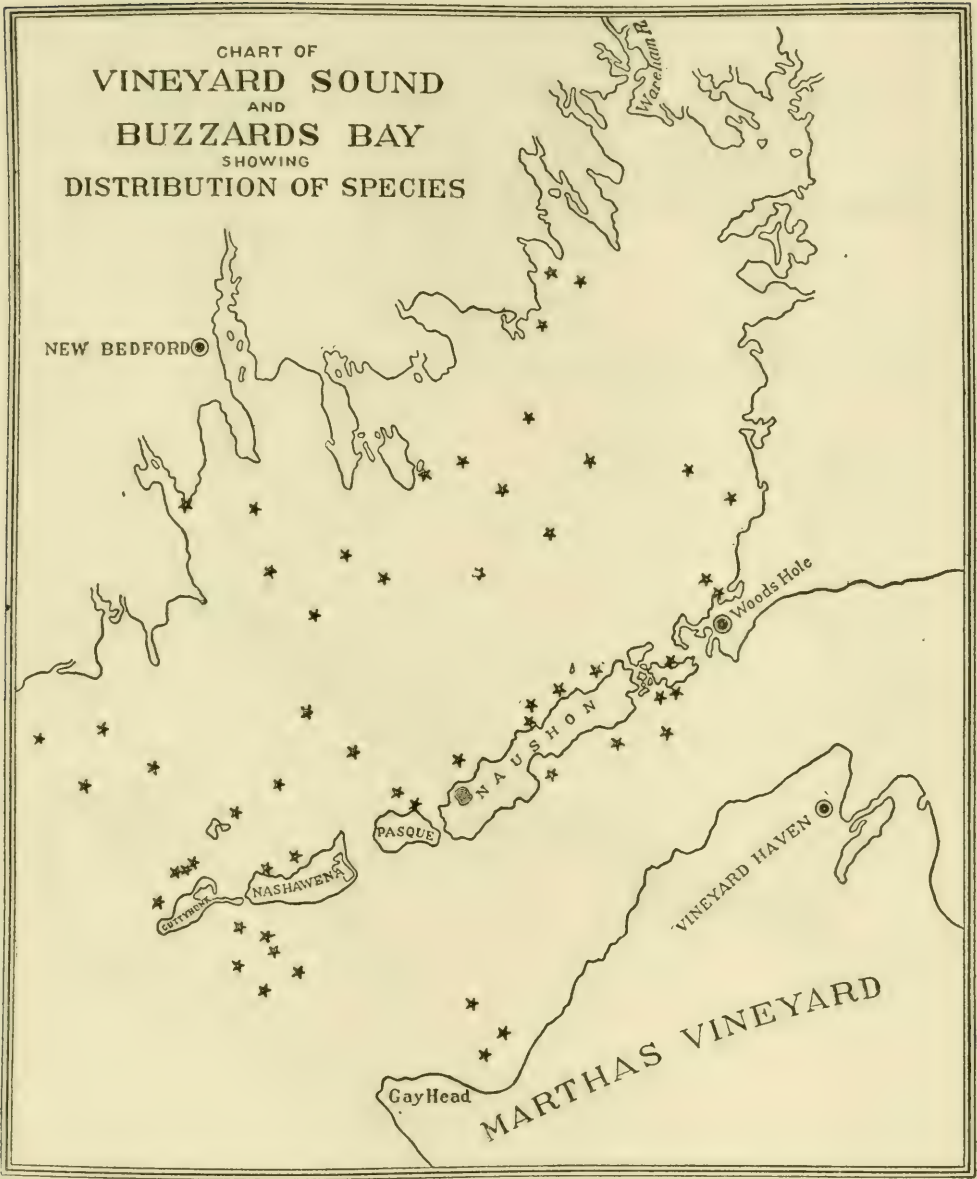 CHART OF
VINEYARD SOUND
AND
BUZZARDS BAY
SHOWING
DISTRIBUTION OF SPECIES
Wareham R
NEW BEDFORD
Woods Hole
NAUSHON
PASQUE
NASHAWENA
CUTTYHUNK
VINEYARD HAVEN
MARTHAS VINEYARD
Gay Head